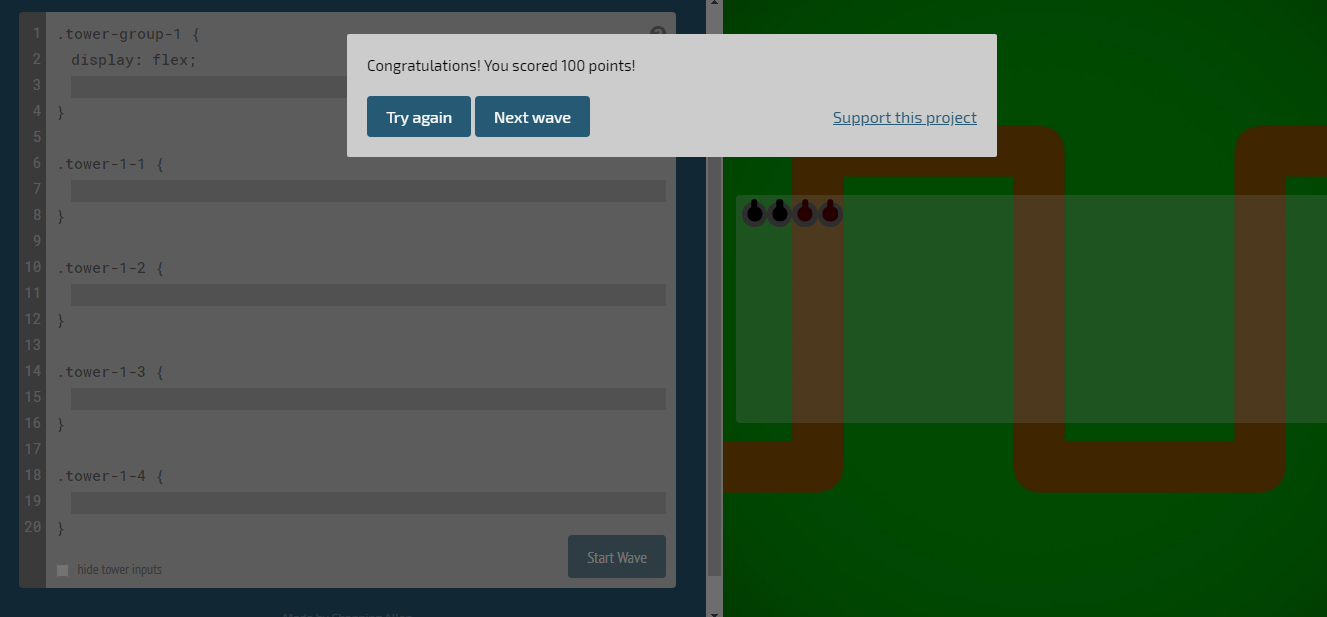 1 .tower-group-1 {
2 display: flex;
3
4 }
5
6 .tower-1-1 {
7
8 }
9
10 .tower-1-2 {
11
12 }
13
14 .tower-1-3 {
15
16 }
17
18 .tower-1-4 {
19
20 }
hide tower inputs
Start Wave
Congratulations! You scored 100 points!
Try again Next wave Support this project